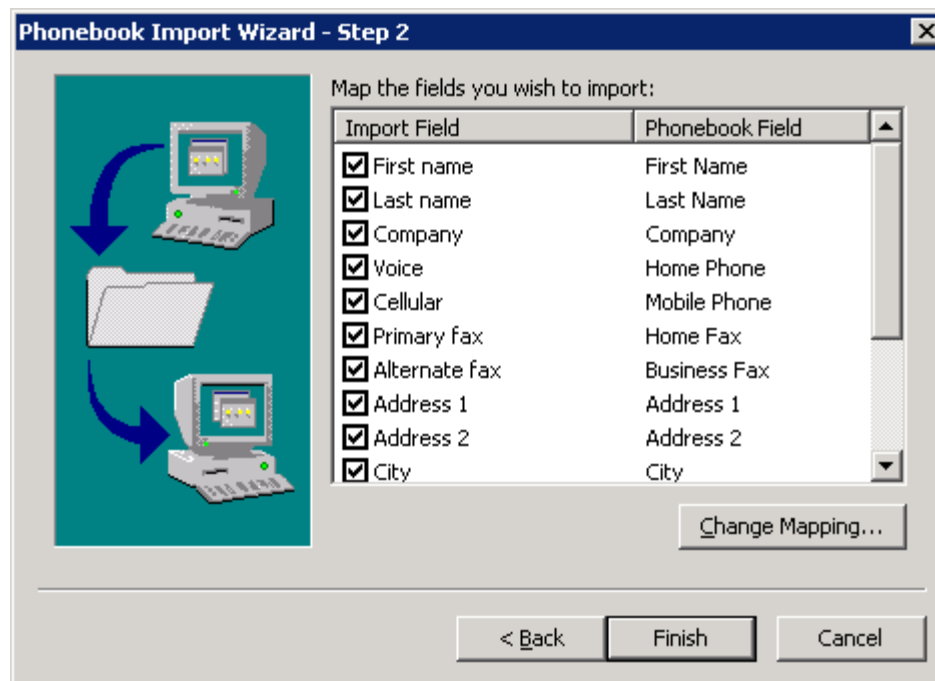 Phonebook Import Wizard - Step 2
Map the fields you wish to import:
Import Field Phonebook Field
First name First Name
Last name Last Name
Company Company
Voice Home Phone
Cellular Mobile Phone
Primary fax Home Fax
Alternate fax Business Fax
Address 1 Address 1
Address 2 Address 2
City City
Change Mapping...
< Back Finish Cancel